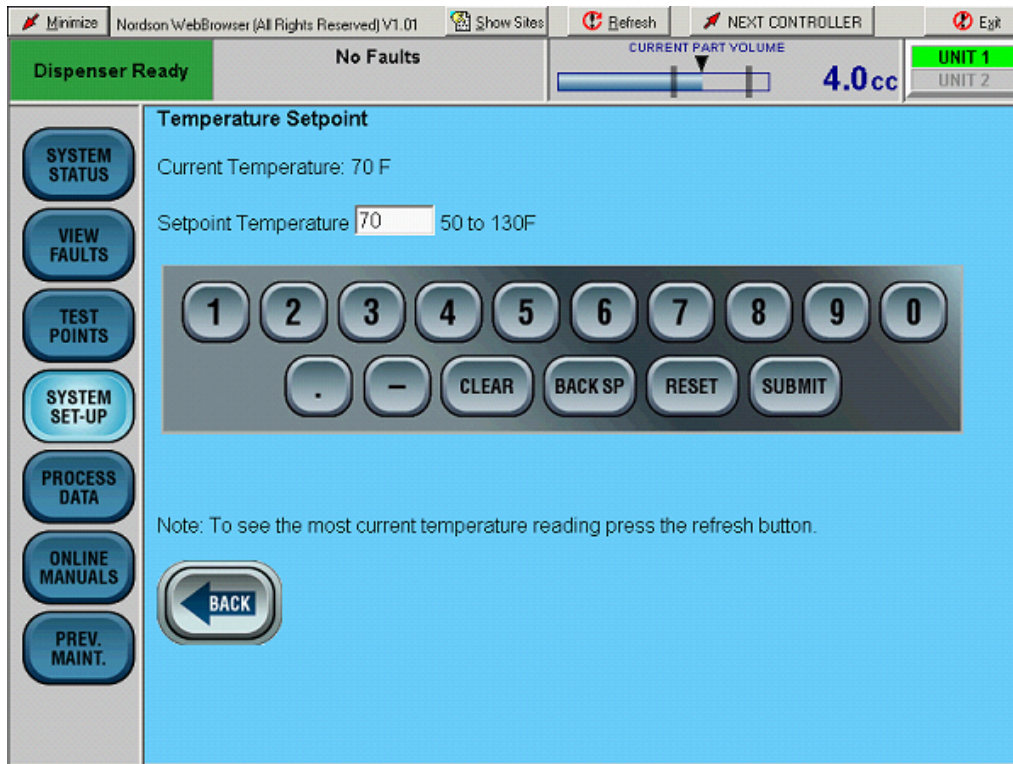 Minimize
Nordson WebBrowser (All Rights Reserved) V1.01
Show Sites
Refresh
NEXT CONTROLLER
Exit
Dispenser Ready
No Faults
CURRENT PART VOLUME
4.0cc
UNIT 1
UNIT 2
SYSTEM
STATUS
VIEW
FAULTS
TEST
POINTS
SYSTEM
SET-UP
PROCESS
DATA
ONLINE
MANUALS
PREV.
MAINT.
Temperature Setpoint
Current Temperature: 70 F
Setpoint Temperature 70 50 to 130F
1 2 3 4 5 6 7 8 9 0
. – CLEAR BACK SP RESET SUBMIT
Note: To see the most current temperature reading press the refresh button.
BACK